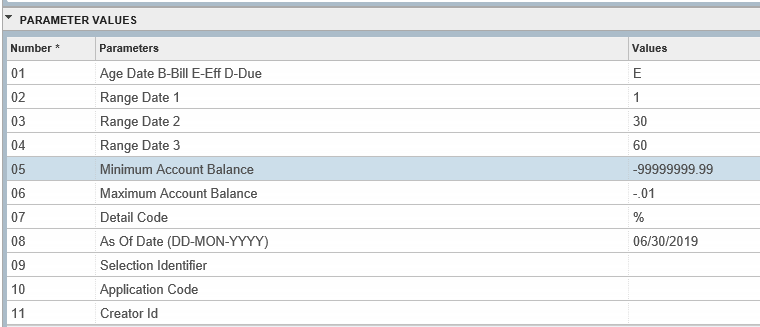 PARAMETER VALUES
Number * Parameters Values
01 Age Date B-Bill E-Eff D-Due E
02 Range Date 1 1
03 Range Date 2 30
04 Range Date 3 60
05 Minimum Account Balance -99999999.99
06 Maximum Account Balance -.01
07 Detail Code %
08 As Of Date (DD-MON-YYYY) 06/30/2019
09 Selection Identifier
10 Application Code
11 Creator Id